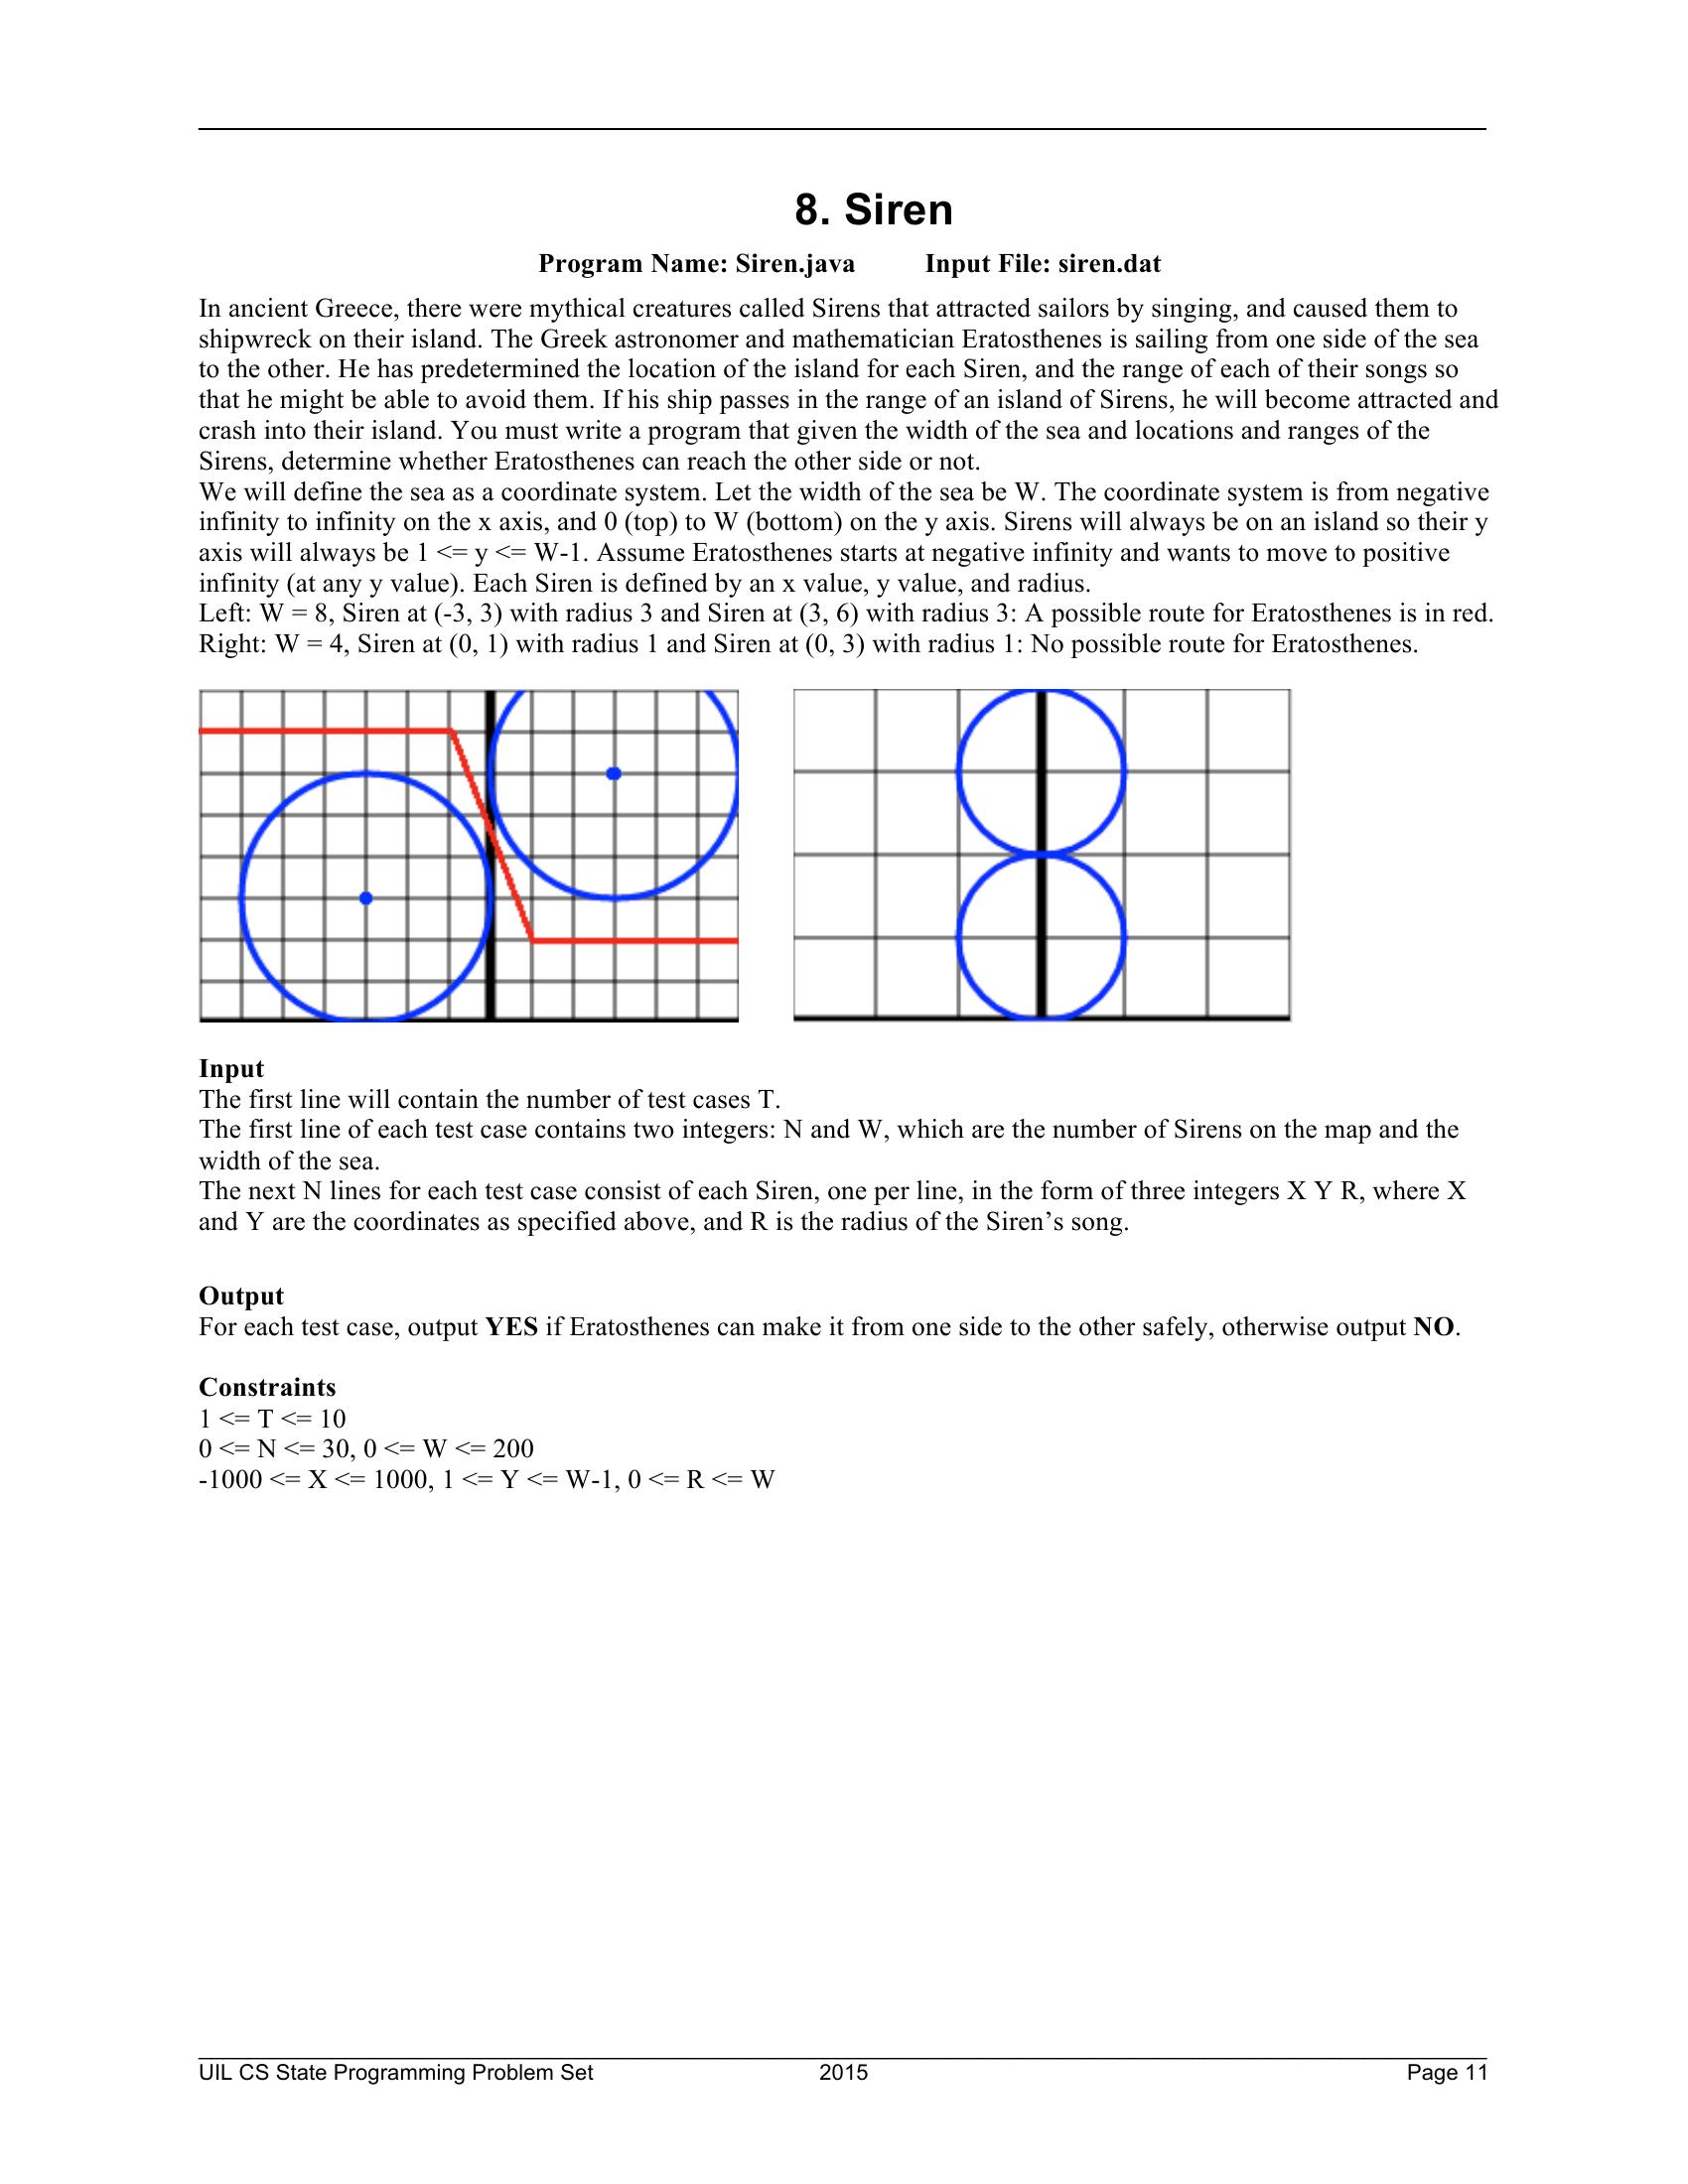 8. Siren
Program Name: Siren.java Input File: siren.dat
In ancient Greece, there were mythical creatures called Sirens that attracted sailors by singing, and caused them to
shipwreck on their island. The Greek astronomer and mathematician Eratosthenes is sailing from one side of the sea
to the other. He has predetermined the location of the island for each Siren, and the range of each of their songs so
that he might be able to avoid them. If his ship passes in the range of an island of Sirens, he will become attracted and
crash into their island. You must write a program that given the width of the sea and locations and ranges of the
Sirens, determine whether Eratosthenes can reach the other side or not.
We will define the sea as a coordinate system. Let the width of the sea be W. The coordinate system is from negative
infinity to infinity on the x axis, and 0 (top) to W (bottom) on the y axis. Sirens will always be on an island so their y
axis will always be 1 <= y <= W-1. Assume Eratosthenes starts at negative infinity and wants to move to positive
infinity (at any y value). Each Siren is defined by an x value, y value, and radius.
Left: W = 8, Siren at (-3, 3) with radius 3 and Siren at (3, 6) with radius 3: A possible route for Eratosthenes is in red.
Right: W = 4, Siren at (0, 1) with radius 1 and Siren at (0, 3) with radius 1: No possible route for Eratosthenes.
Input
The first line will contain the number of test cases T.
The first line of each test case contains two integers: N and W, which are the number of Sirens on the map and the
width of the sea.
The next N lines for each test case consist of each Siren, one per line, in the form of three integers X Y R, where X
and Y are the coordinates as specified above, and R is the radius of the Siren’s song.
Output
For each test case, output YES if Eratosthenes can make it from one side to the other safely, otherwise output NO.
Constraints
1 <= T <= 10
0 <= N <= 30, 0 <= W <= 200
-1000 <= X <= 1000, 1 <= Y <= W-1, 0 <= R <= W
UIL CS State Programming Problem Set 2015 Page 11